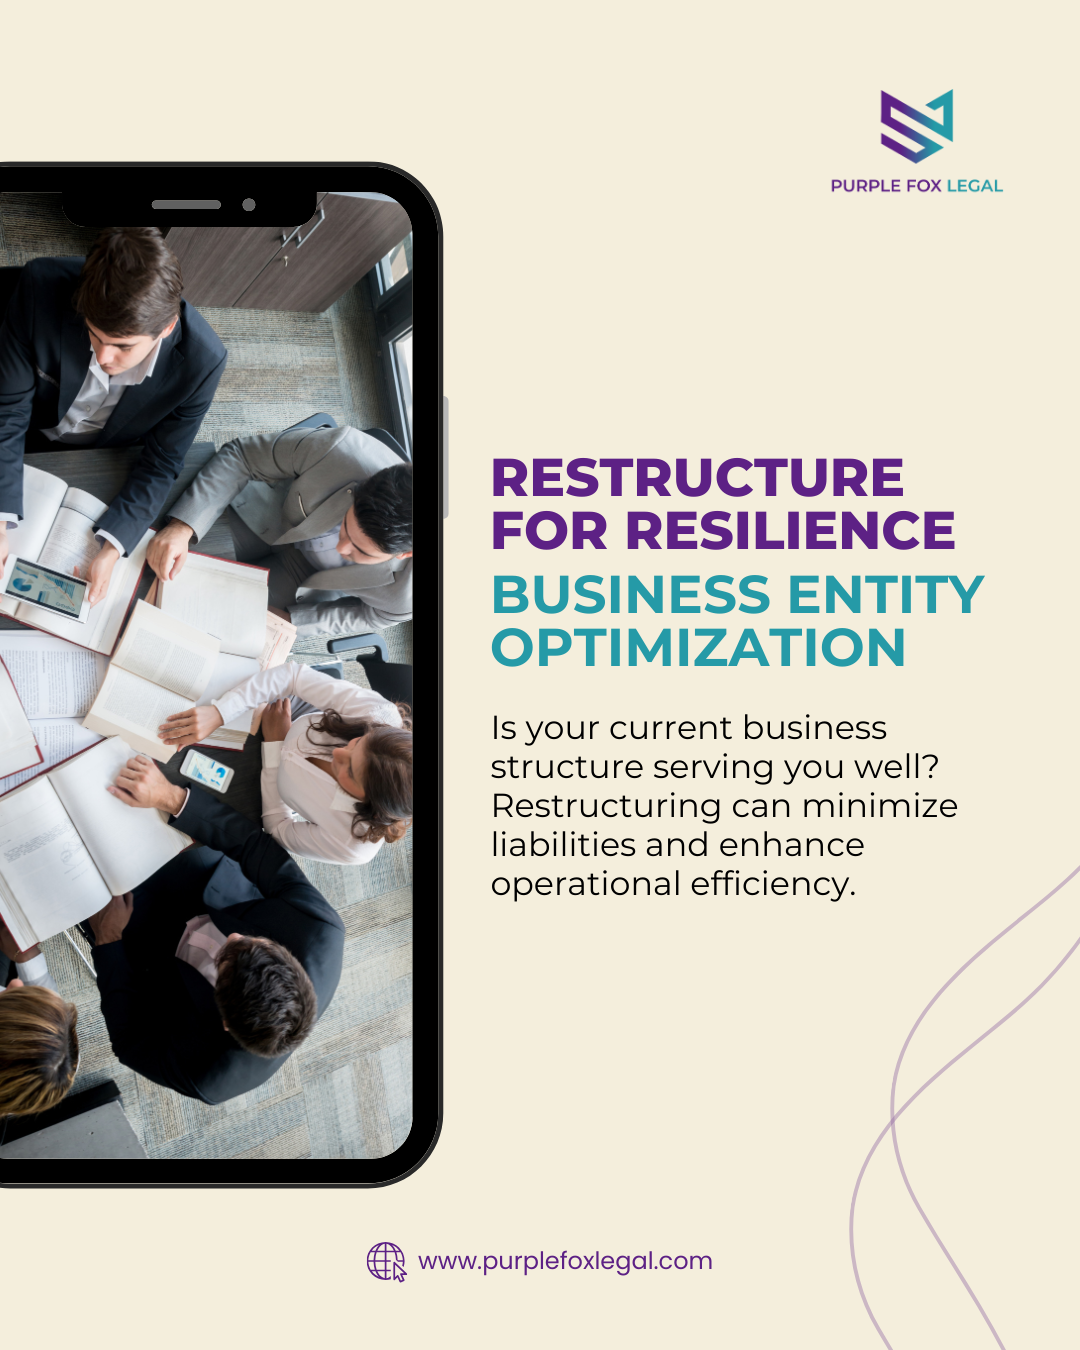 PURPLE FOX LEGAL
RESTRUCTURE
FOR RESILIENCE
BUSINESS ENTITY
OPTIMIZATION
Is your current business
structure serving you well?
Restructuring can minimize
liabilities and enhance
operational efficiency.
www.purplefoxlegal.com